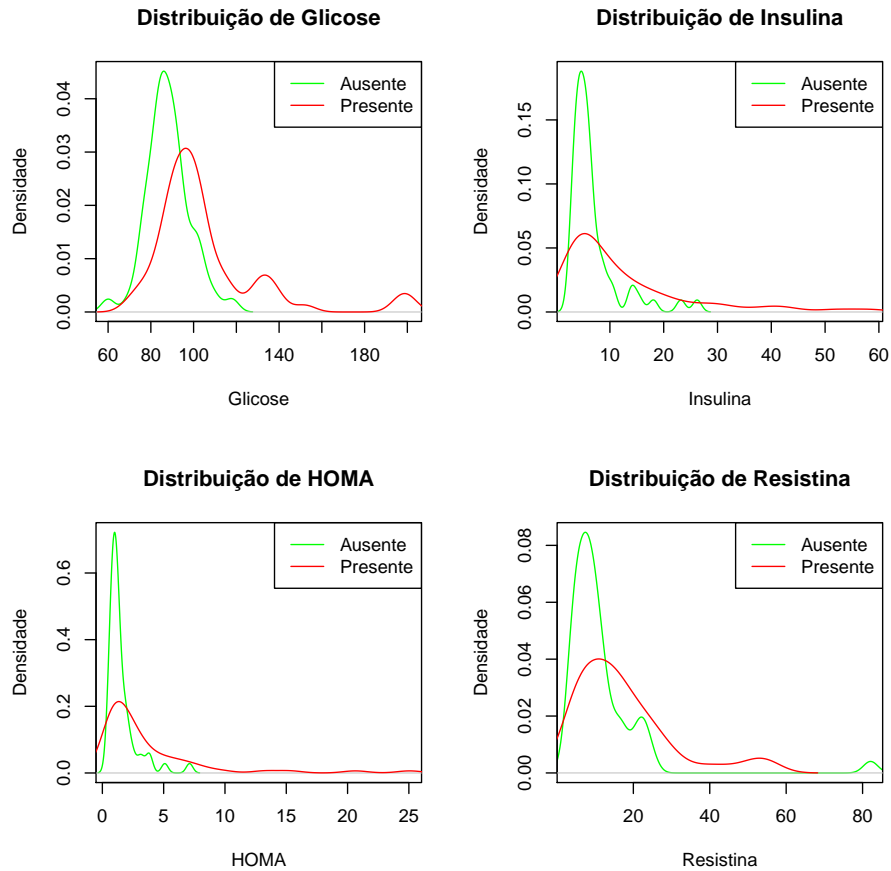 Distribuição de Glicose
Densidade
0.00 0.01 0.02 0.03 0.04
Ausente
Presente
60 80 100 140 180
Glicose
Distribuição de Insulina
Densidade
0.00 0.05 0.10 0.15
Ausente
Presente
10 20 30 40 50 60
Insulina
Distribuição de HOMA
Densidade
0.0 0.2 0.4 0.6
Ausente
Presente
0 5 10 15 20 25
HOMA
Distribuição de Resistina
Densidade
0.00 0.02 0.04 0.06 0.08
Ausente
Presente
20 40 60 80
Resistina